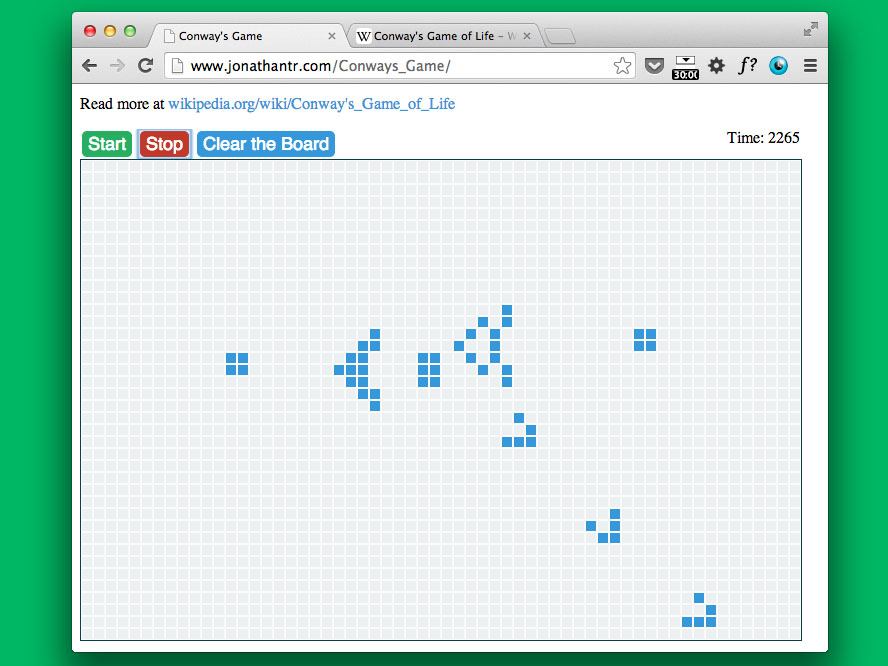 Conway's Game
Conway's Game of Life – W
www.jonathantr.com/Conways_Game/
30:00
f?
Read more at wikipedia.org/wiki/Conway's_Game_of_Life
Start Stop Clear the Board Time: 2265